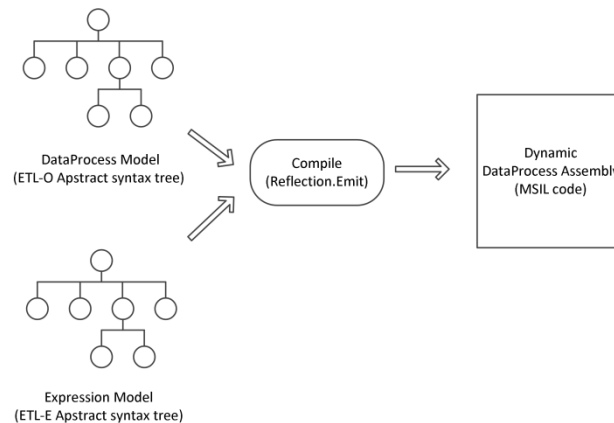 DataProcess Model
(ETL-O Apstract syntax tree)
Compile
(Reflection.Emit)
Dynamic
DataProcess Assembly
(MSIL code)
Expression Model
(ETL-E Apstract syntax tree)